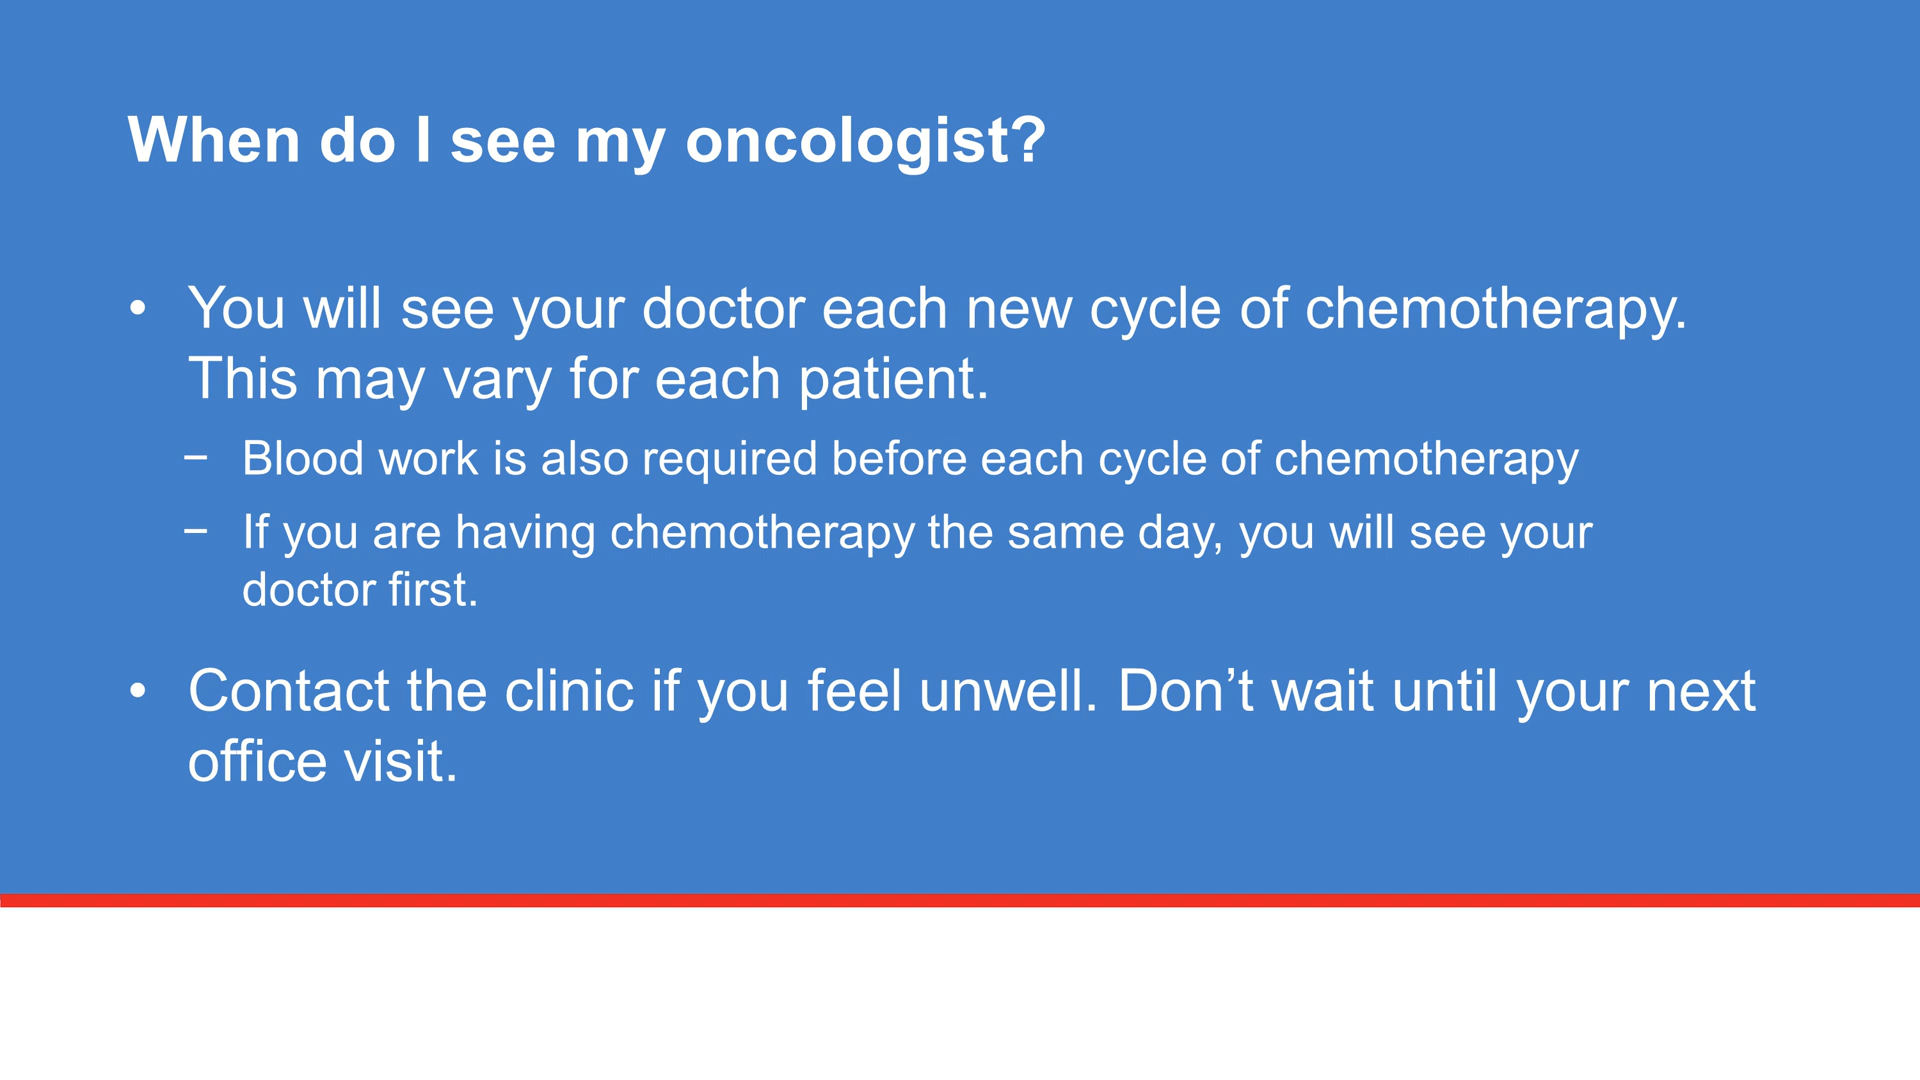 When do I see my oncologist?
• You will see your doctor each new cycle of chemotherapy.
This may vary for each patient.
− Blood work is also required before each cycle of chemotherapy
− If you are having chemotherapy the same day, you will see your
doctor first.
• Contact the clinic if you feel unwell. Don’t wait until your next
office visit.